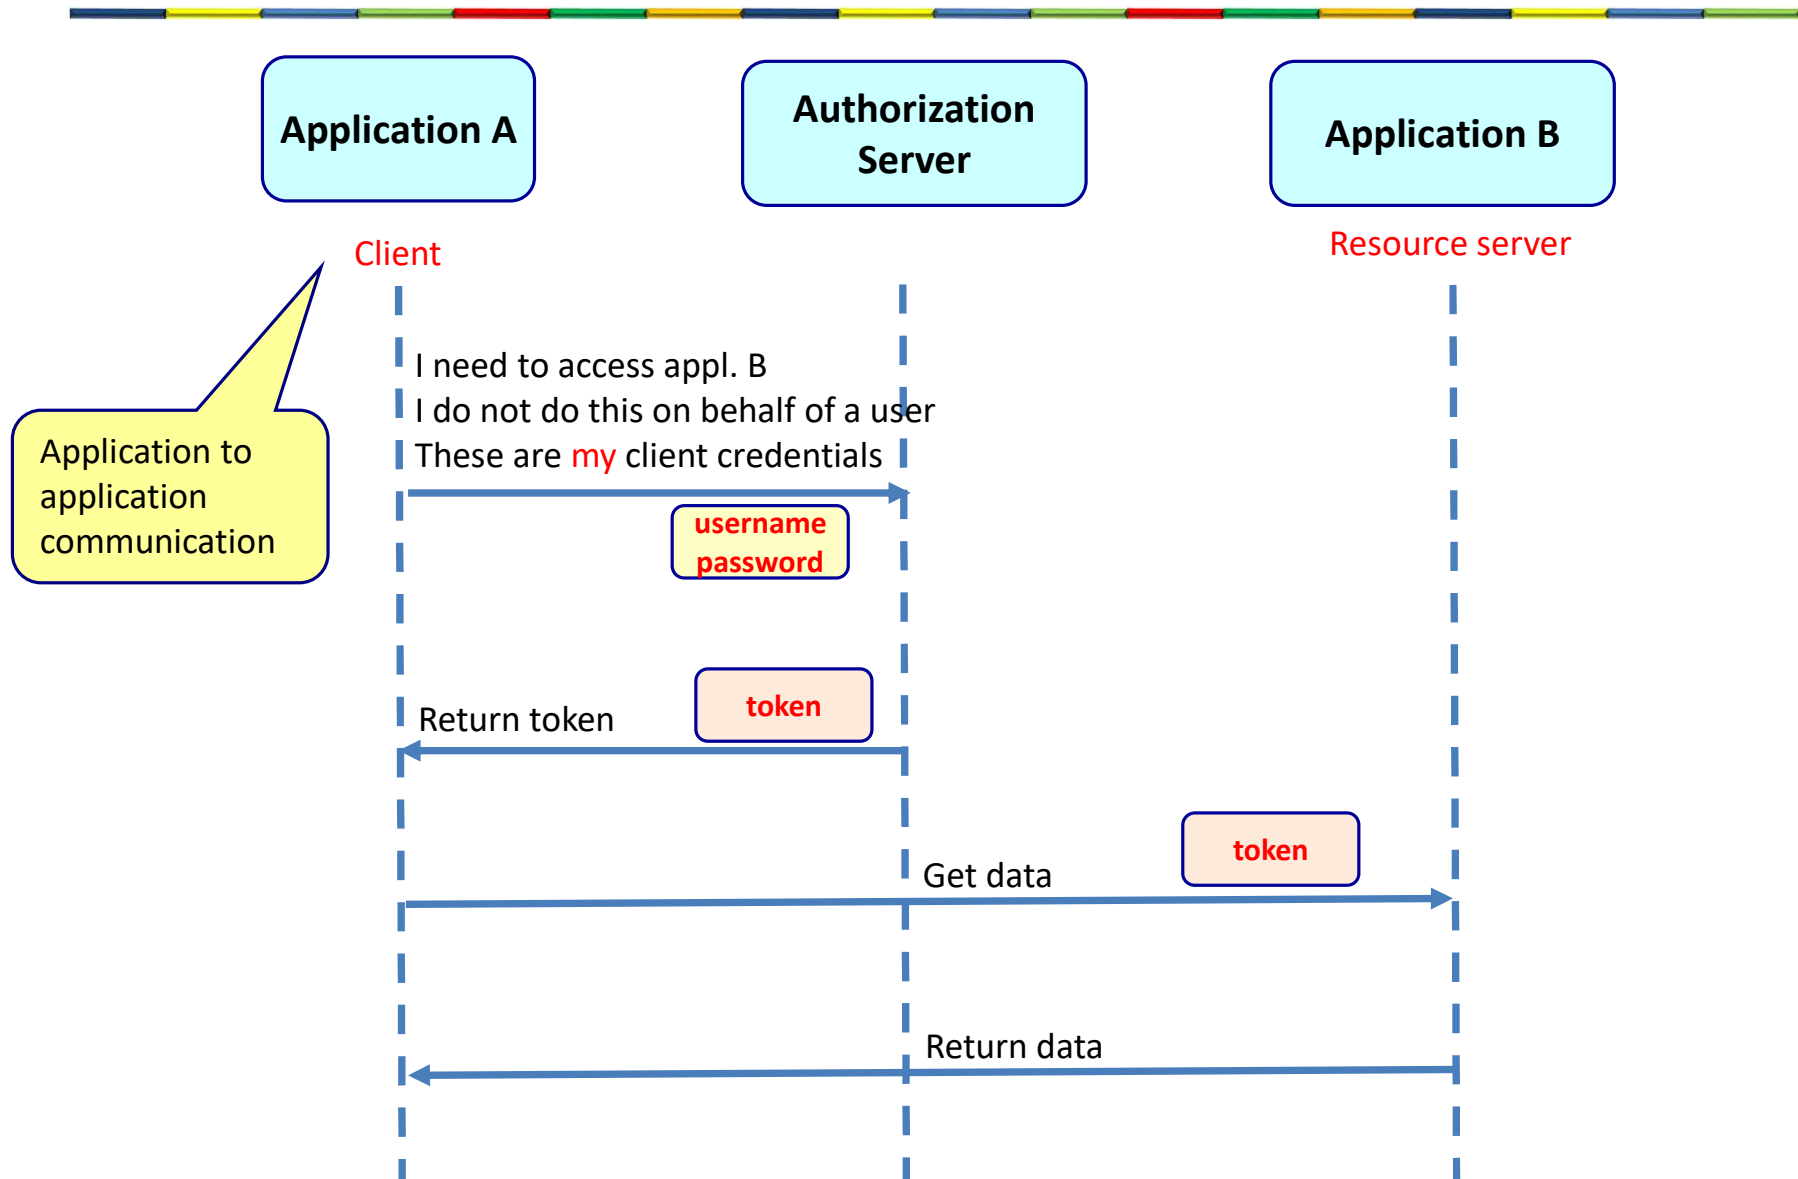 Application A
Authorization
Server
Application B
Client
Resource server
I need to access appl. B
I do not do this on behalf of a user
These are my client credentials
Application to
application
communication
username
password
token
Return token
token
Get data
Return data